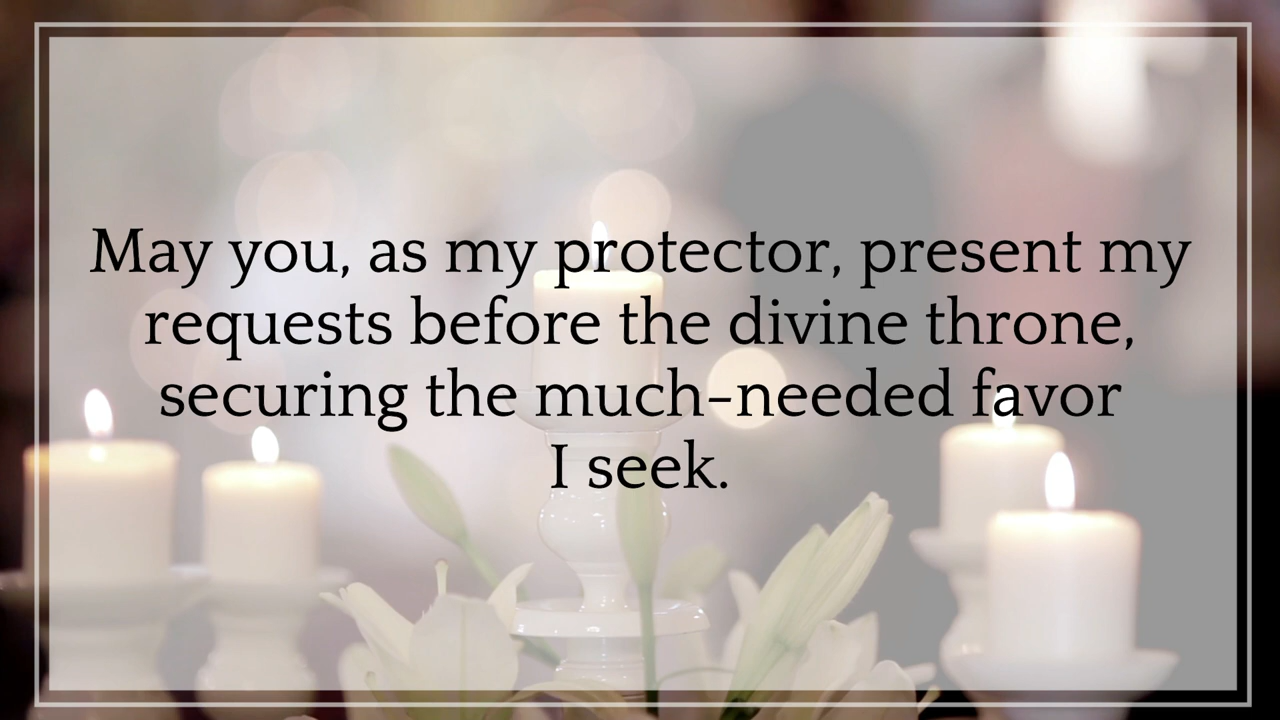 May you, as my protector, present my
requests before the divine throne,
securing the much-needed favor
I seek.